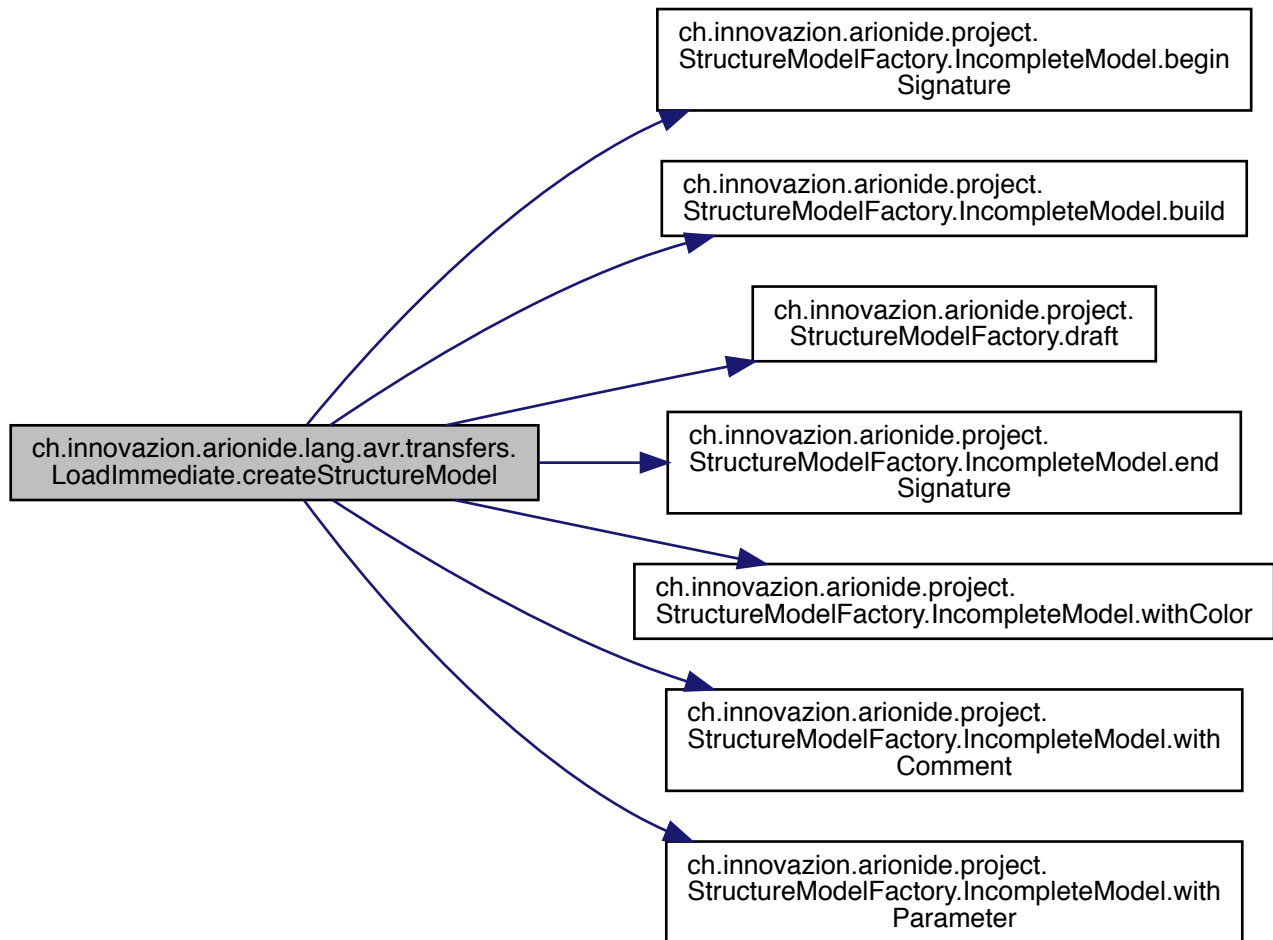 ch.innovazion.arionide.project.
StructureModelFactory.IncompleteModel.begin
Signature
ch.innovazion.arionide.project.
StructureModelFactory.IncompleteModel.build
ch.innovazion.arionide.project.
StructureModelFactory.draft
ch.innovazion.arionide.lang.avr.transfers.
LoadImmediate.createStructureModel
ch.innovazion.arionide.project.
StructureModelFactory.IncompleteModel.end
Signature
ch.innovazion.arionide.project.
StructureModelFactory.IncompleteModel.withColor
ch.innovazion.arionide.project.
StructureModelFactory.IncompleteModel.with
Comment
ch.innovazion.arionide.project.
StructureModelFactory.IncompleteModel.with
Parameter